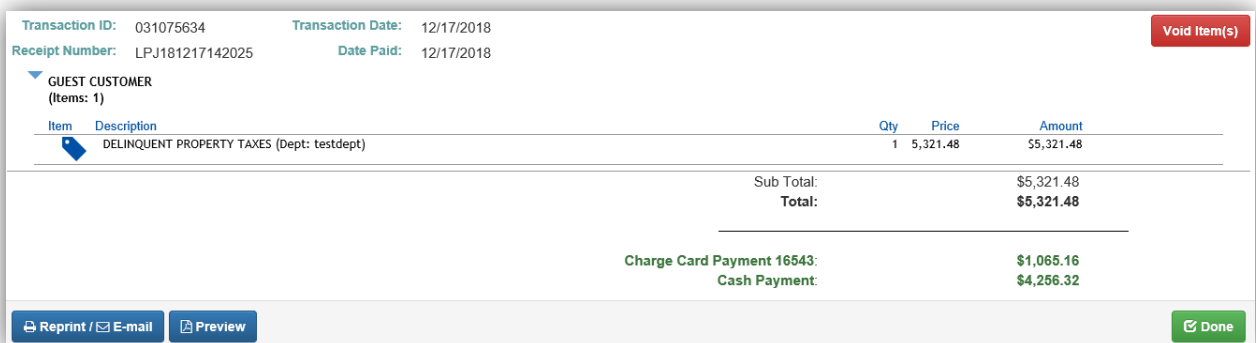 Transaction ID: 031075634 Transaction Date: 12/17/2018 Void Item(s)
Receipt Number: LPJ181217142025 Date Paid: 12/17/2018
GUEST CUSTOMER
(Items: 1)
Item Description Qty Price Amount
DELINQUENT PROPERTY TAXES (Dept: testdept) 1 5,321.48 $5,321.48
Sub Total: $5,321.48
Total: $5,321.48
Charge Card Payment 16543: $1,065.16
Cash Payment: $4,256.32
Reprint / E-mail Preview Done